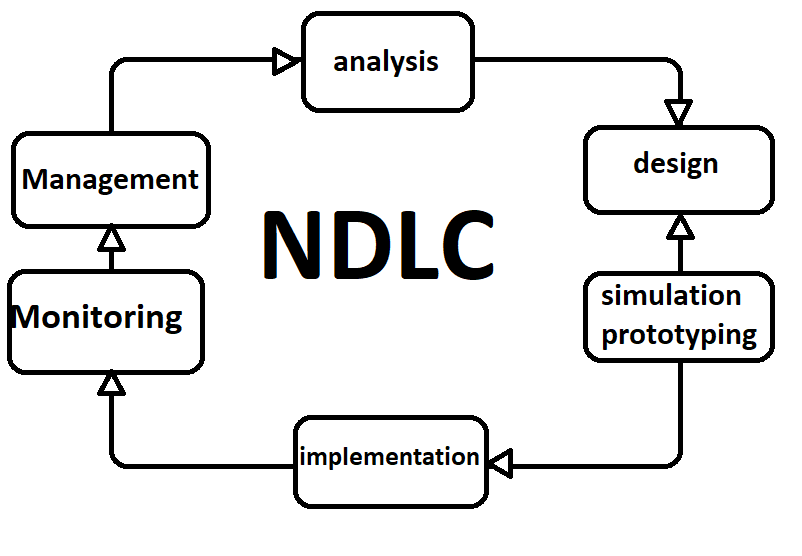 analysis
design
Management
NDLC
simulation
prototyping
Monitoring
implementation